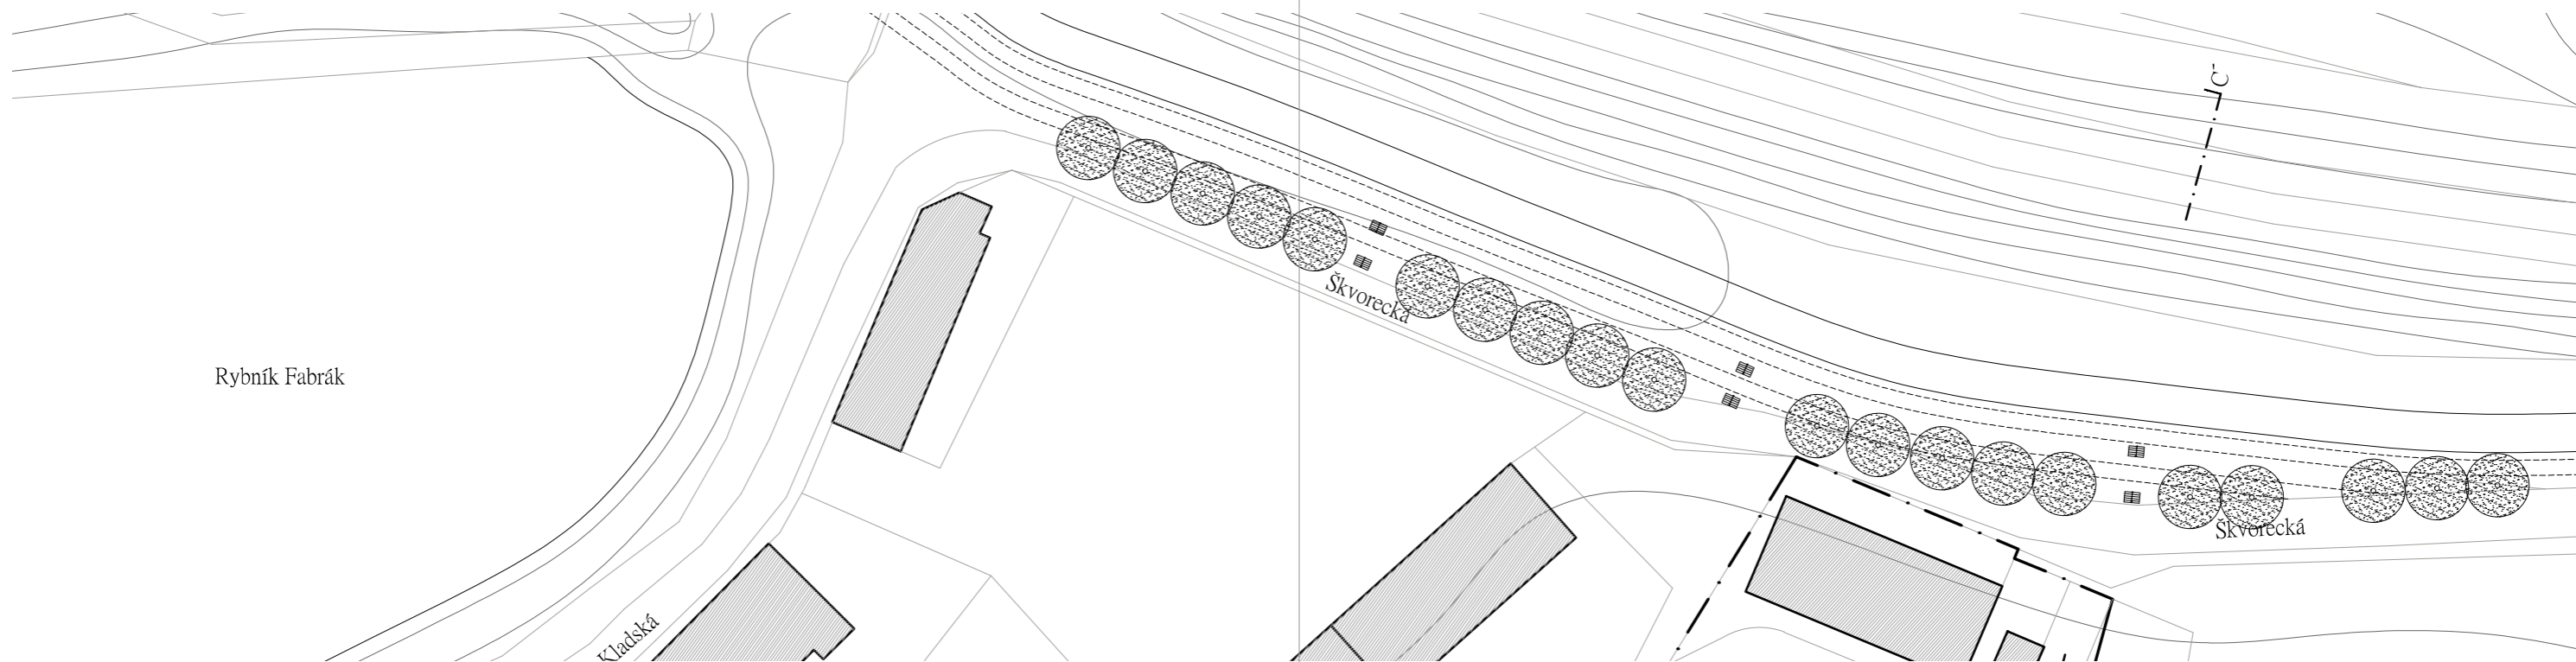 C'
Škvorecká
Rybník Fabrák
Škvorecká
Kladská